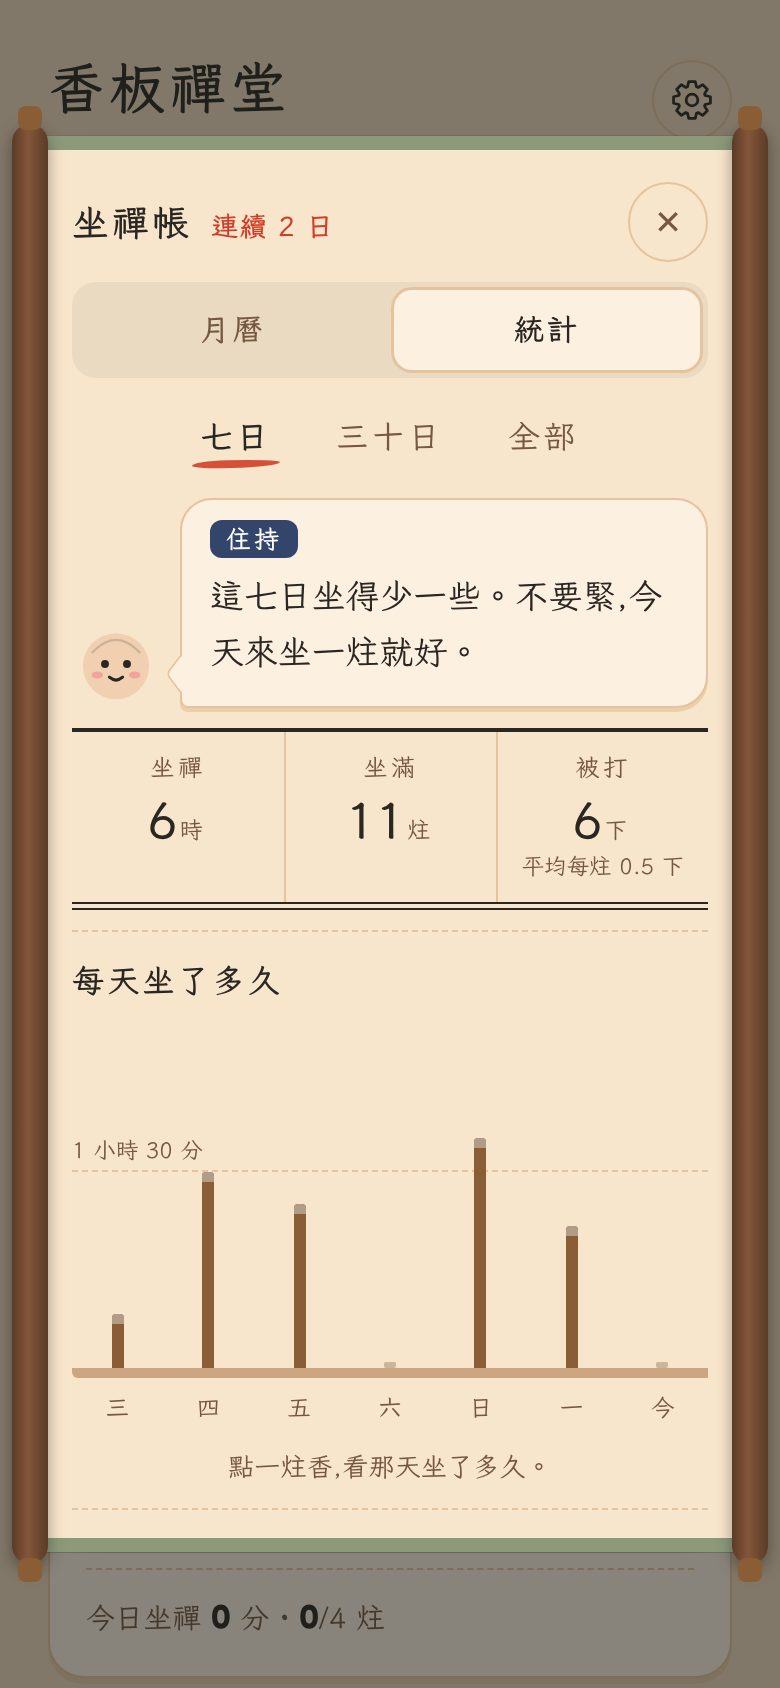 香板禪堂
坐禪帳 連續 2 日
月曆 統計
七日 三十日 全部
住持
這七日坐得少一些。不要緊,今
天來坐一炷就好。
坐禪 坐滿 被打
6時 11炷 6下
平均每炷 0.5 下
每天坐了多久
1 小時 30 分
三 四 五 六 日 一 今
點一炷香,看那天坐了多久。
今日坐禪 0 分・0/4 炷